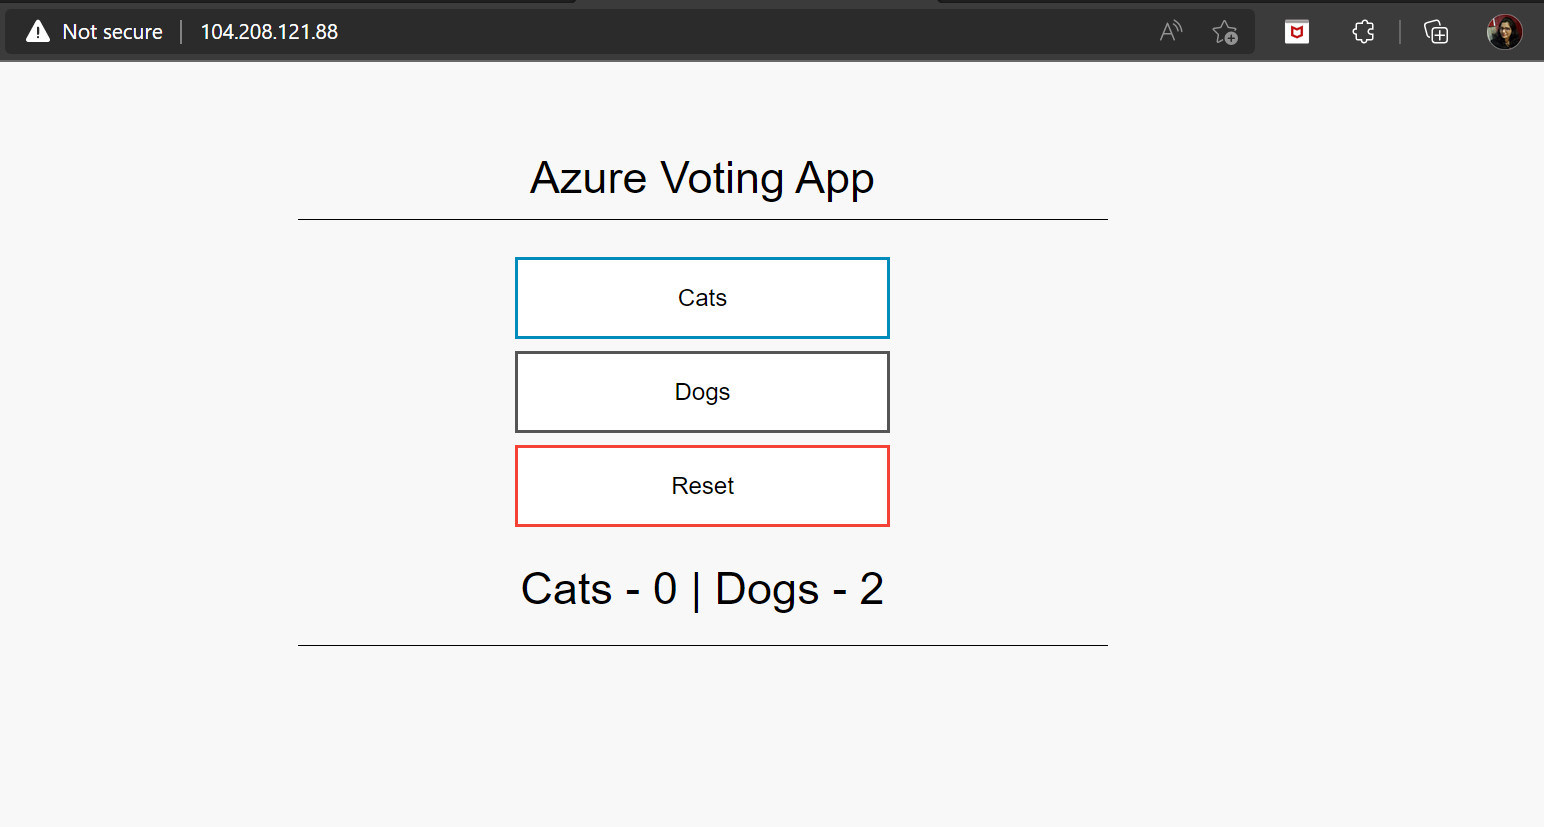 Not secure | 104.208.121.88
Azure Voting App
Cats
Dogs
Reset
Cats - 0 | Dogs - 2